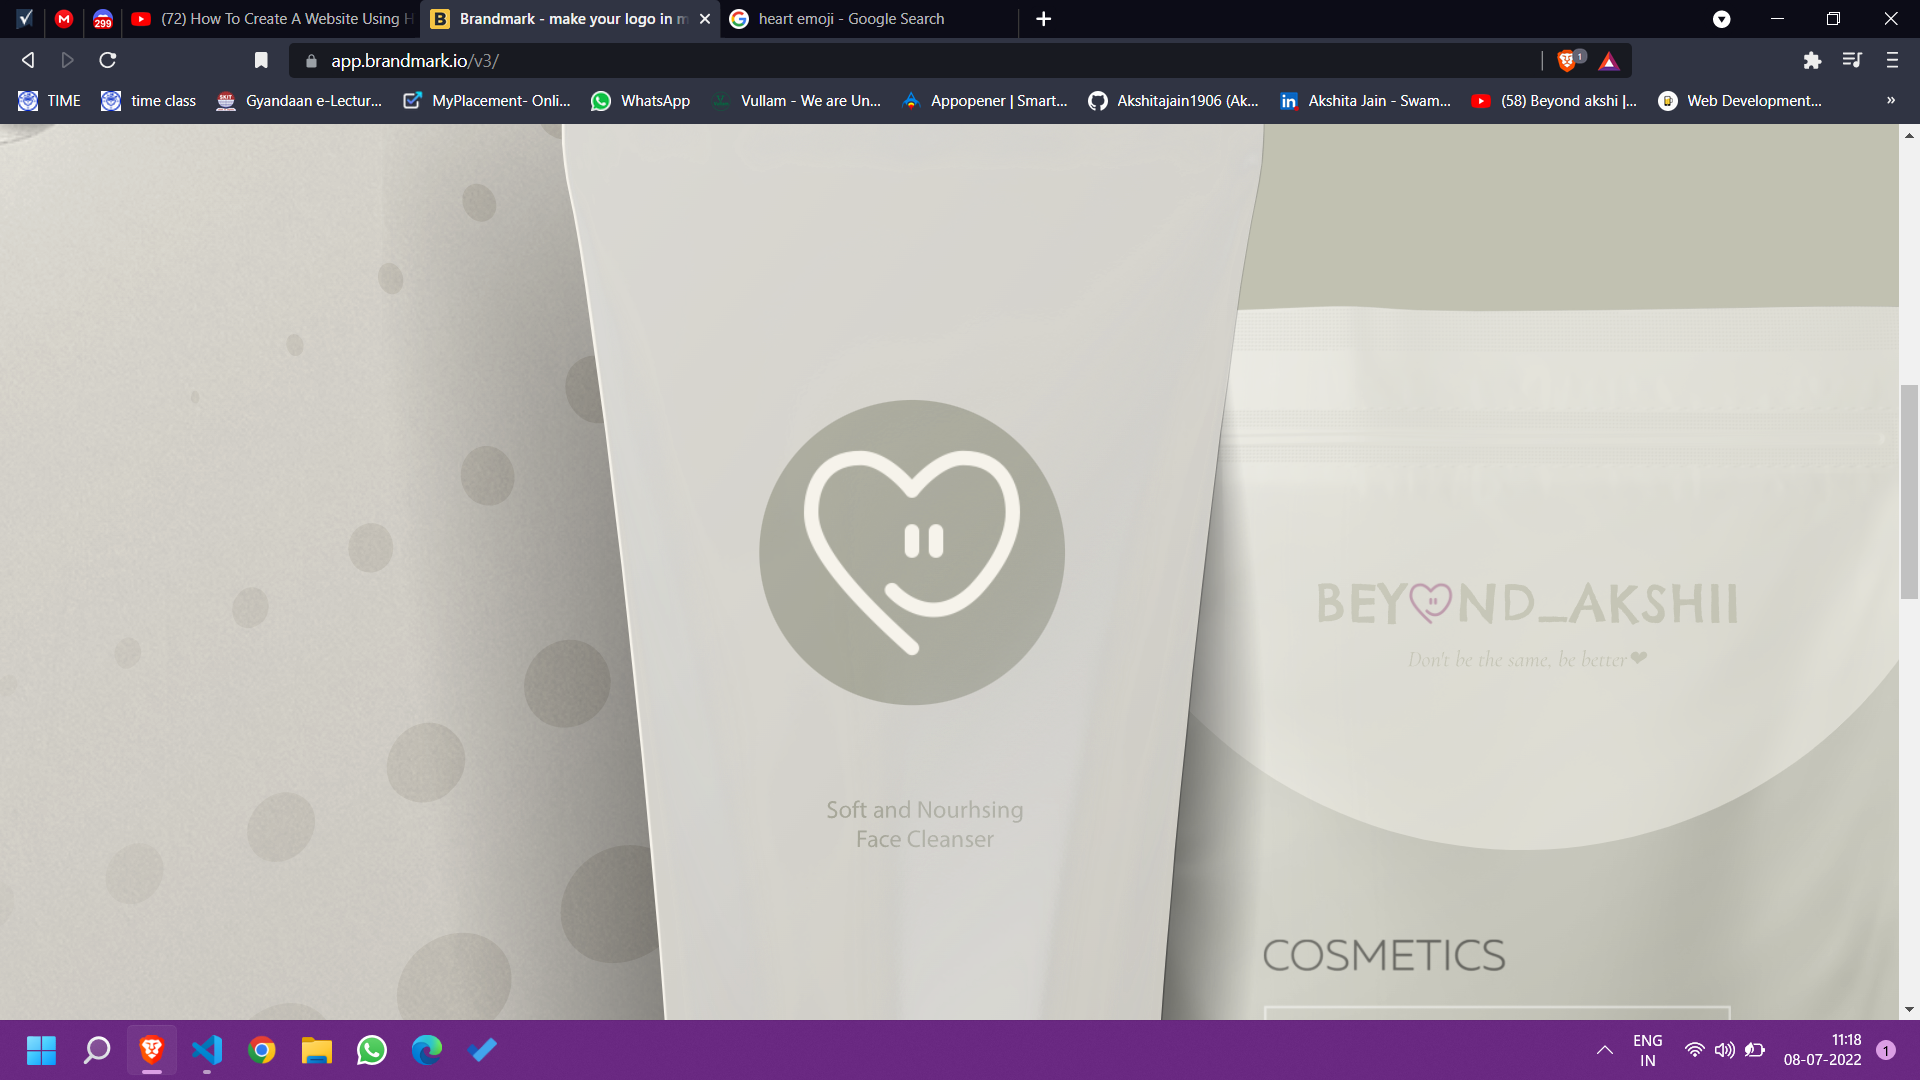 299
(72) How To Create A Website Using H
Brandmark - make your logo in m
heart emoji - Google Search
app.brandmark.io/v3/
1
TIME
time class
Gyandaan e-Lectur...
MyPlacement- Onli...
WhatsApp
Vullam - We are Un...
Appopener | Smart...
Akshitajain1906 (Ak...
Akshita Jain - Swam...
(58) Beyond akshi |...
Web Development...
»
BEYOND_AKSHII
Don't be the same, be better❤
Soft and Nourhsing
Face Cleanser
COSMETICS
ENG
IN
11:18
08-07-2022
1